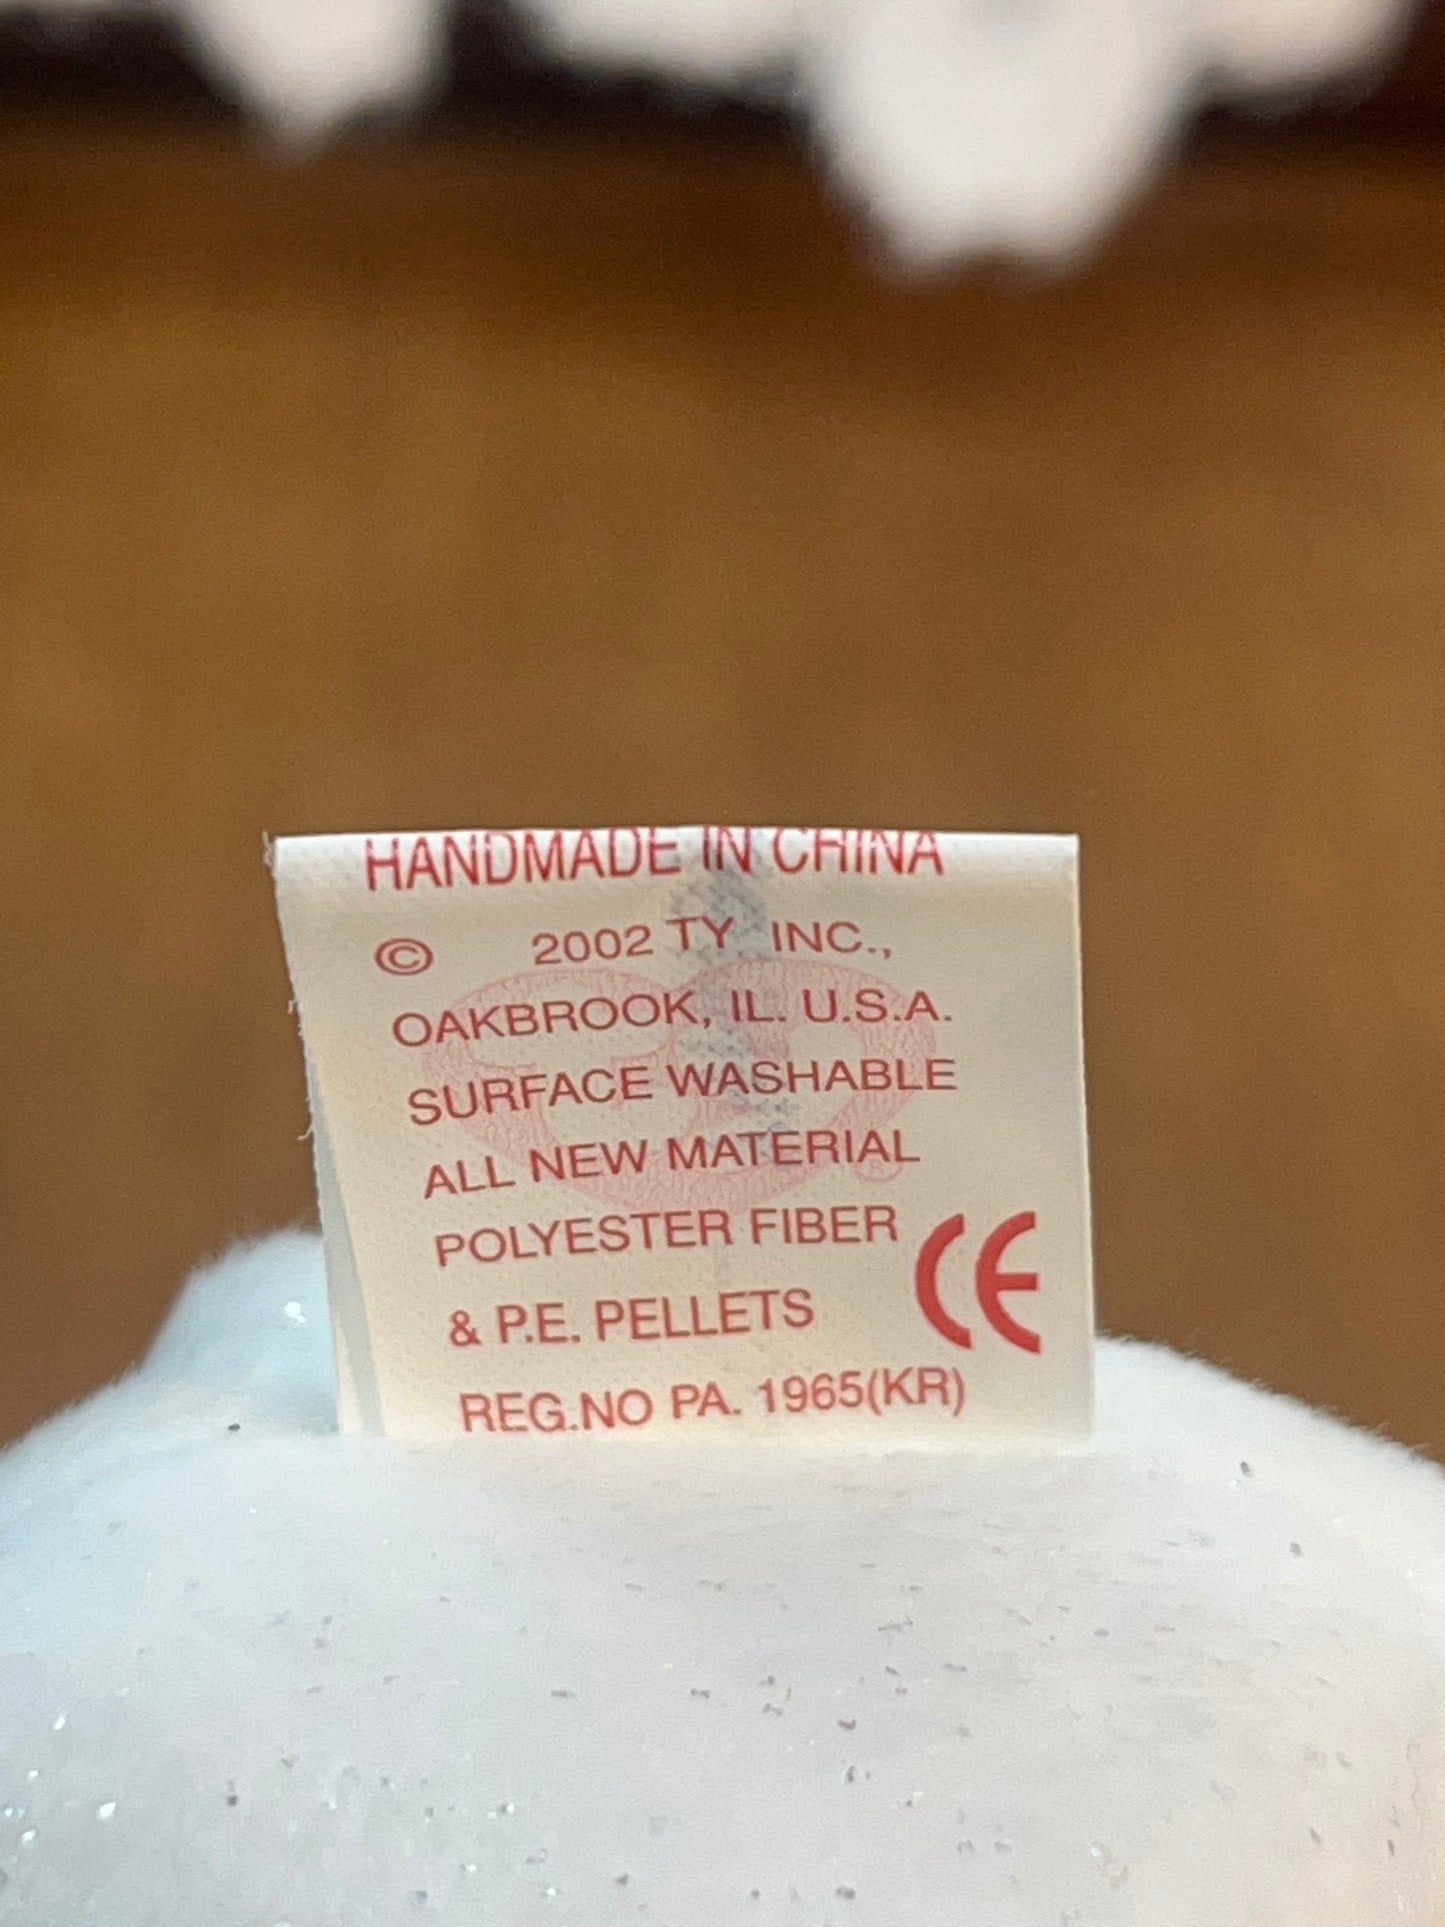 HANDMADE IN CHINA
© 2002 TY INC.,
OAKBROOK, IL. U.S.A.
SURFACE WASHABLE
ALL NEW MATERIAL
POLYESTER FIBER
& P.E. PELLETS
CE
REG.NO PA. 1965(KR)